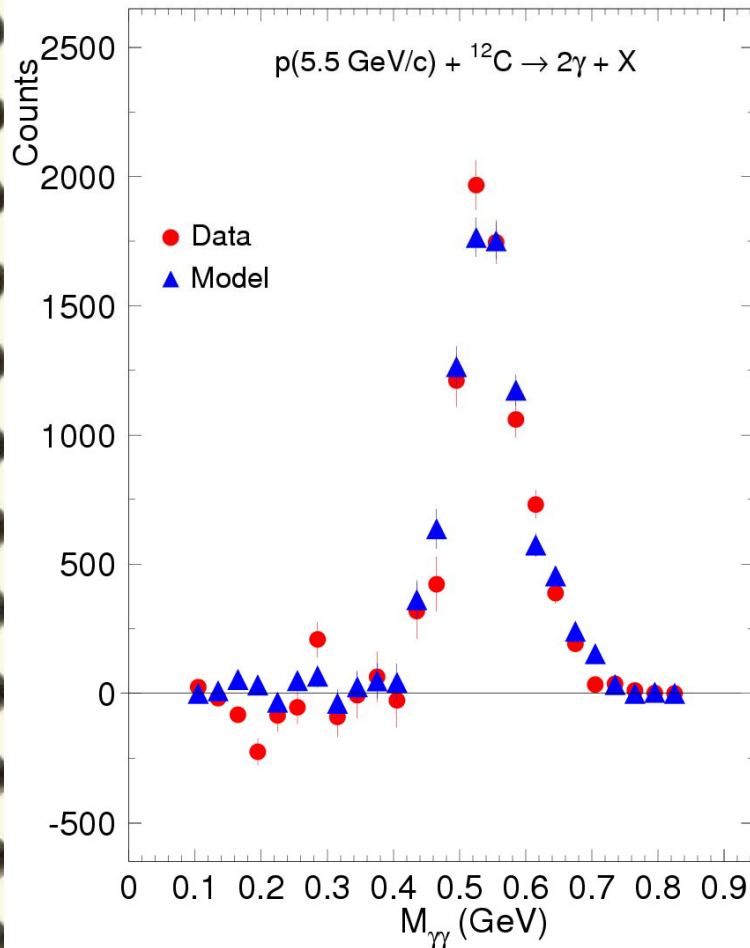 2500
p(5.5 GeV/c) + ¹²C → 2γ + X
Counts
2000
Data
Model
1500
1000
500
0
-500
0 0.1 0.2 0.3 0.4 0.5 0.6 0.7 0.8 0.9
Mγγ (GeV)